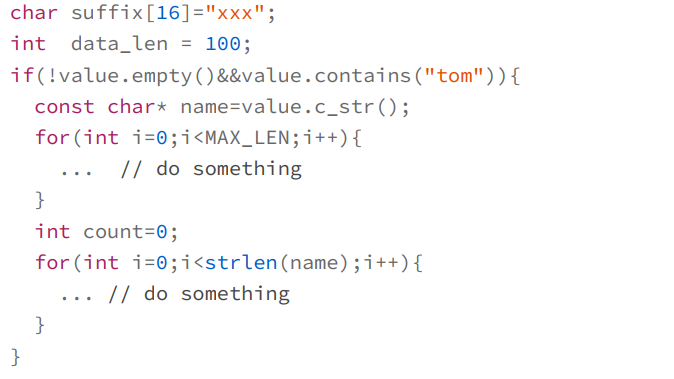 char suffix[16]="xxx";
int  data_len = 100;
if(!value.empty()&&value.contains("tom")){
  const char* name=value.c_str();
  for(int i=0;i<MAX_LEN;i++){
    ...  // do something
  }
  int count=0;
  for(int i=0;i<strlen(name);i++){
    ... // do something
  }
}